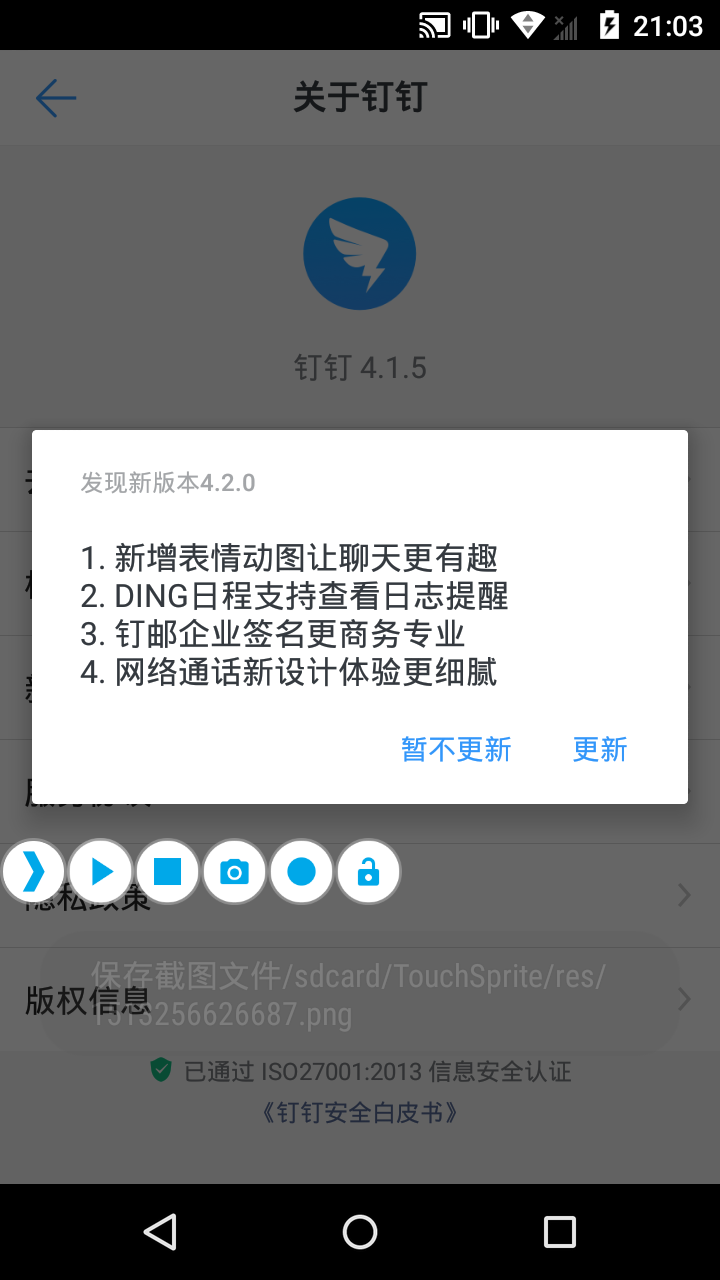 21:03
关于钉钉
钉钉 4.1.5
发现新版本4.2.0
1. 新增表情动图让聊天更有趣
2. DING日程支持查看日志提醒
3. 钉邮企业签名更商务专业
4. 网络通话新设计体验更细腻
暂不更新
更新
隐私政策
保存截图文件/sdcard/TouchSprite/res/
1513256626687.png
版权信息
已通过 ISO27001:2013 信息安全认证
《钉钉安全白皮书》